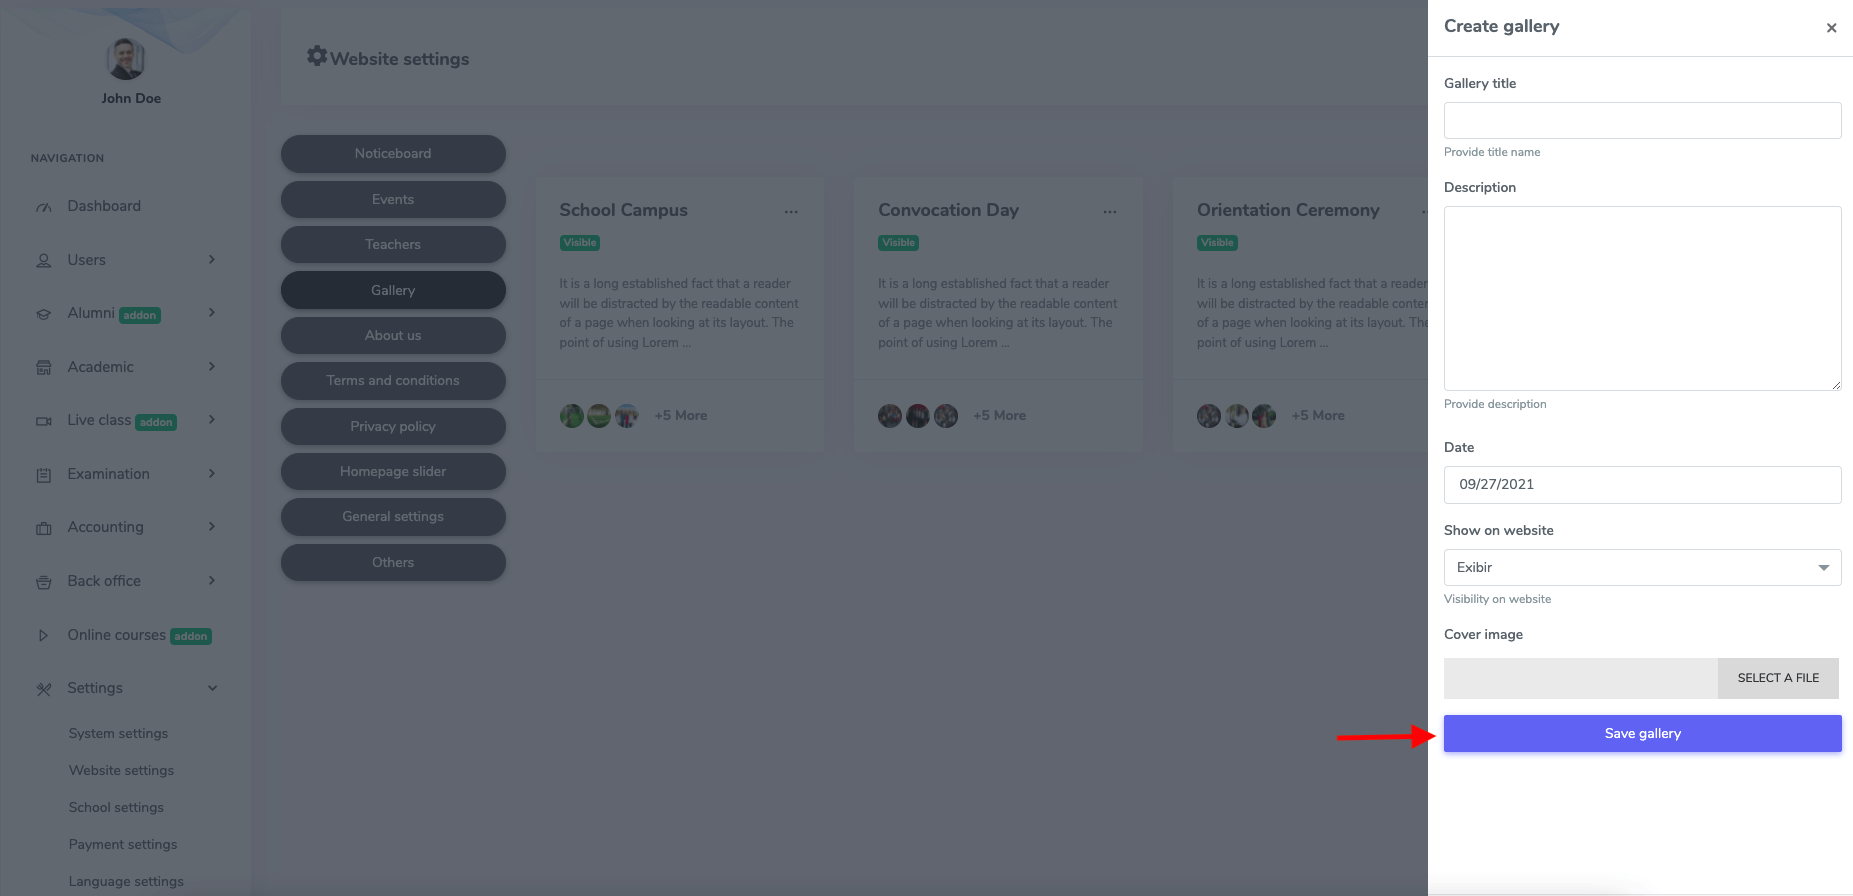 John Doe
NAVIGATION
Dashboard
Users
Alumni addon
Academic
Live class addon
Examination
Accounting
Back office
Online courses addon
Settings
System settings
Website settings
School settings
Payment settings
Language settings
Website settings
Noticeboard
Events
Teachers
Gallery
About us
Terms and conditions
Privacy policy
Homepage slider
General settings
Others
School Campus ...
Visible
It is a long established fact that a reader
will be distracted by the readable content
of a page when looking at its layout. The
point of using Lorem ...
+5 More
Convocation Day ...
Visible
It is a long established fact that a reader
will be distracted by the readable content
of a page when looking at its layout. The
point of using Lorem ...
+5 More
Orientation Ceremony
Visible
It is a long established fact that a reader
will be distracted by the readable conter
of a page when looking at its layout. The
point of using Lorem ...
+5 More
Create gallery ×
Gallery title
Provide title name
Description
Provide description
Date
09/27/2021
Show on website
Exibir
Visibility on website
Cover image
SELECT A FILE
Save gallery